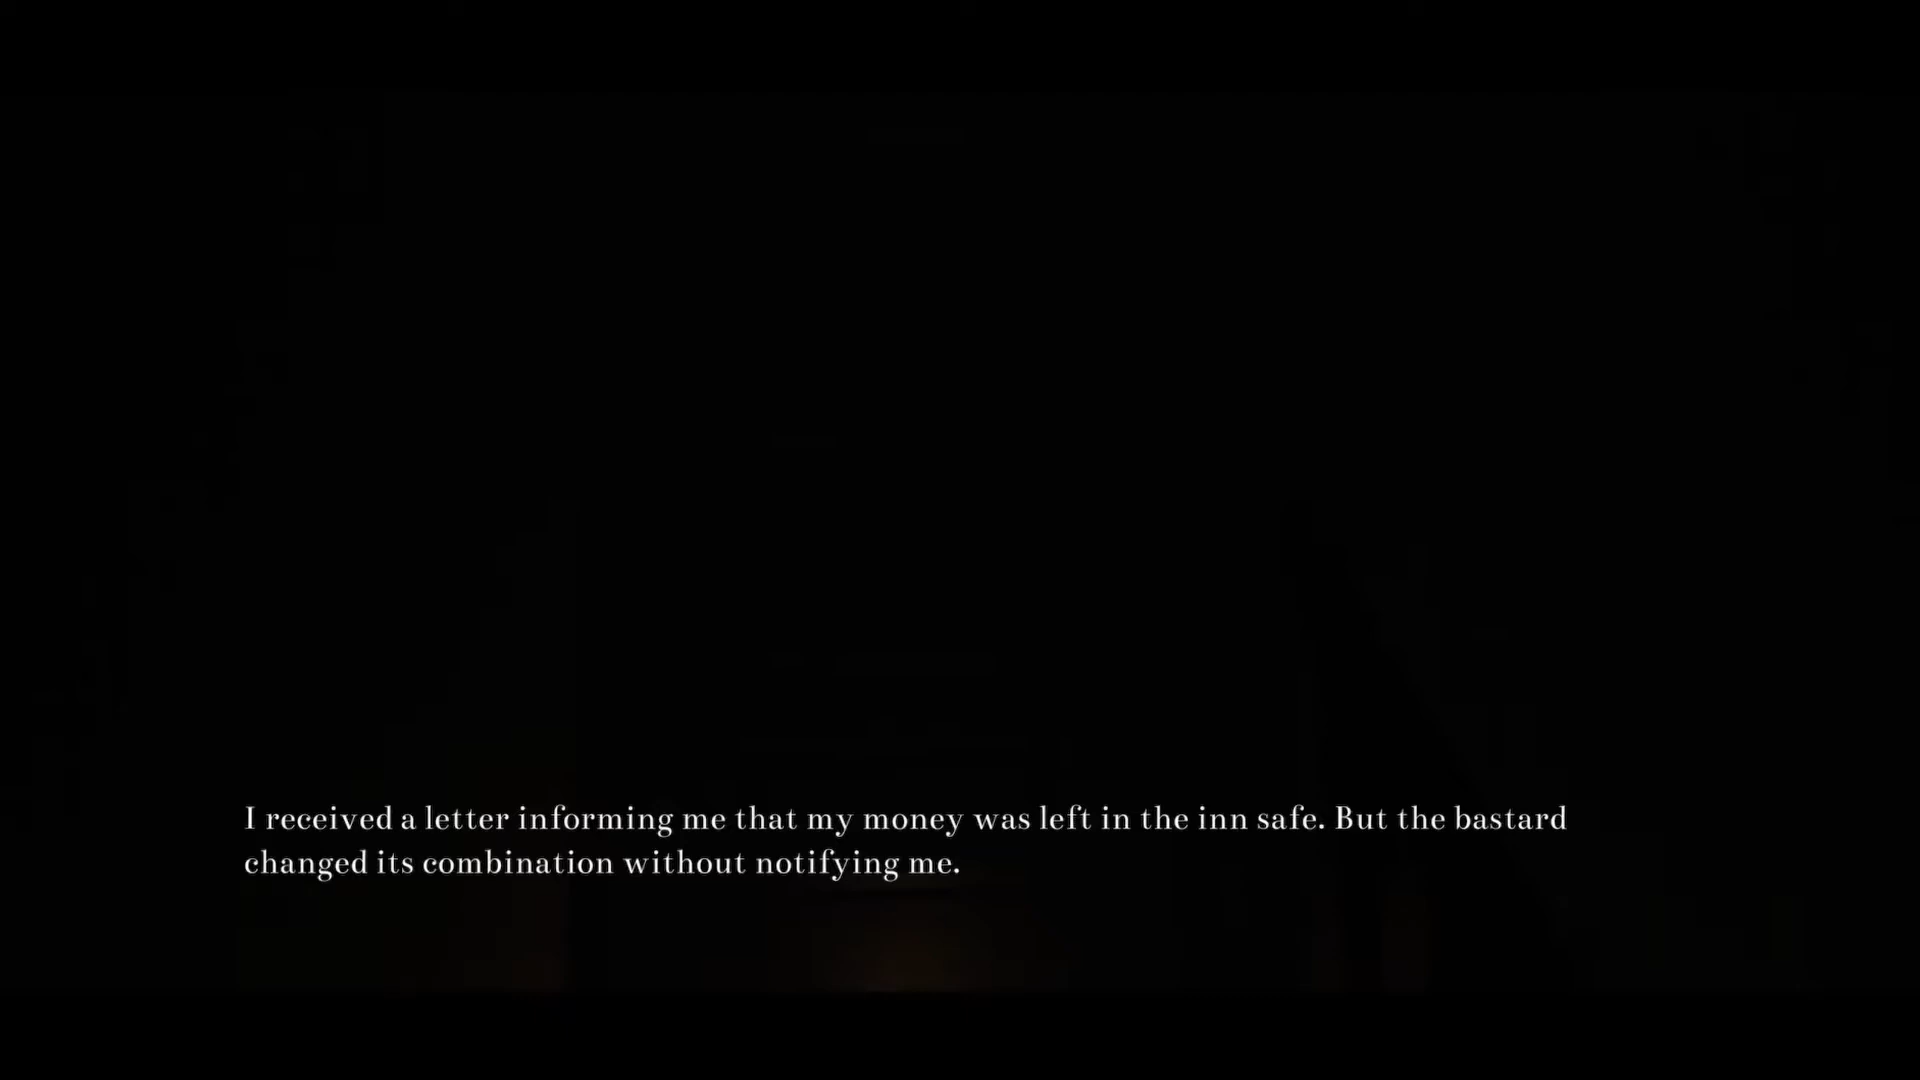 I received a letter informing me that my money was left in the inn safe. But the bastard
changed its combination without notifying me.